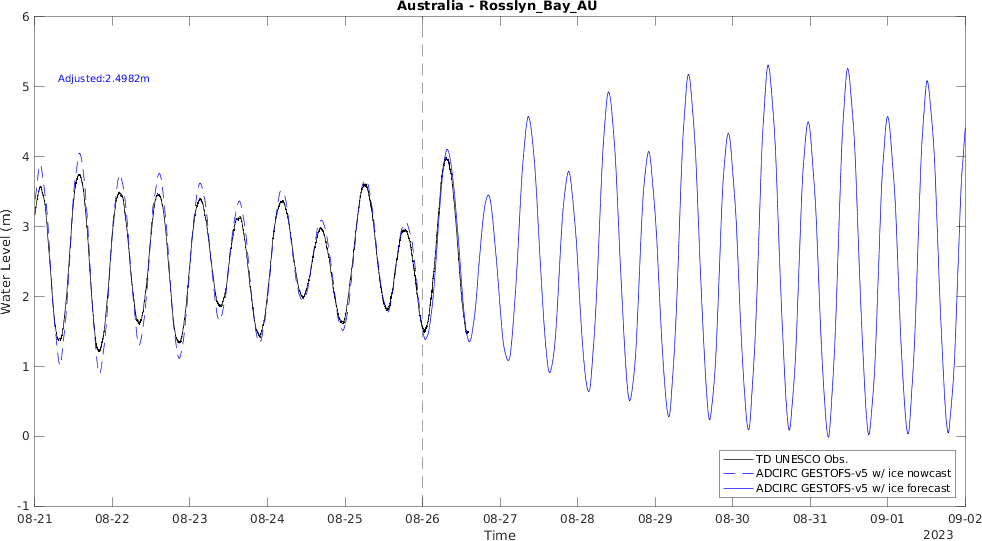 Australia - Rosslyn_Bay_AU
Adjusted:2.4982m
Water Level (m)
6
5
4
3
2
1
0
-1
TD UNESCO Obs.
ADCIRC GESTOFS-v5 w/ ice nowcast
ADCIRC GESTOFS-v5 w/ ice forecast
08-21 08-22 08-23 08-24 08-25 08-26 08-27 08-28 08-29 08-30 08-31 09-01 09-02
Time
2023